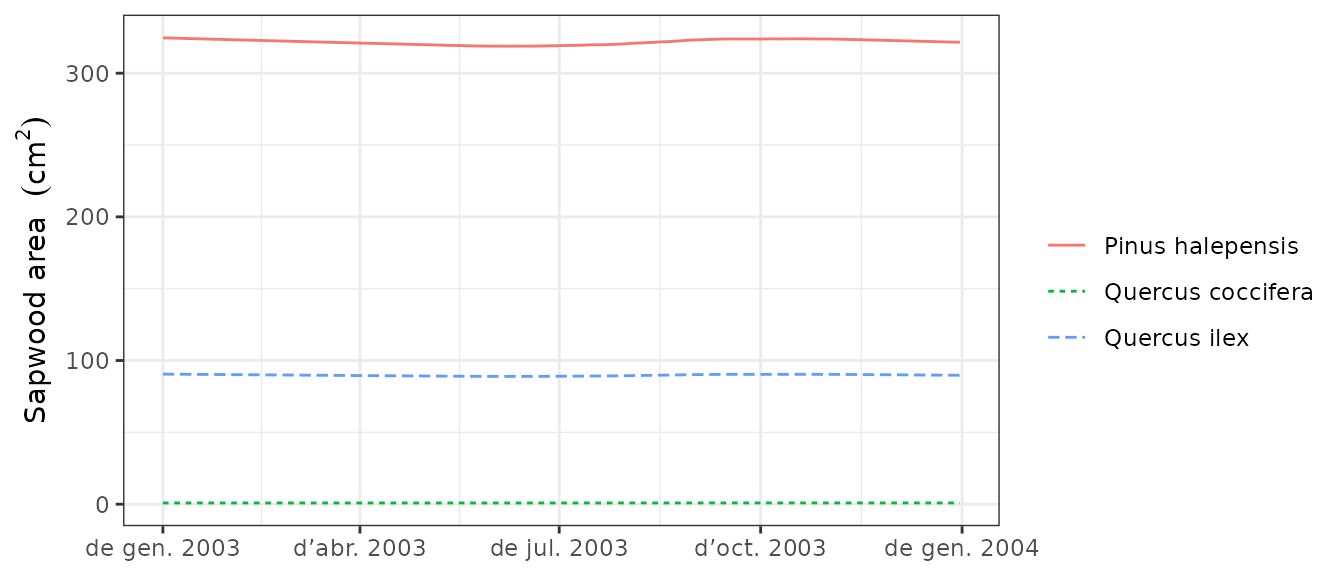 Sapwood area (cm²)
300
200
100
0
de gen. 2003
d’abr. 2003
de jul. 2003
d’oct. 2003
de gen. 2004
Pinus halepensis
Quercus coccifera
Quercus ilex